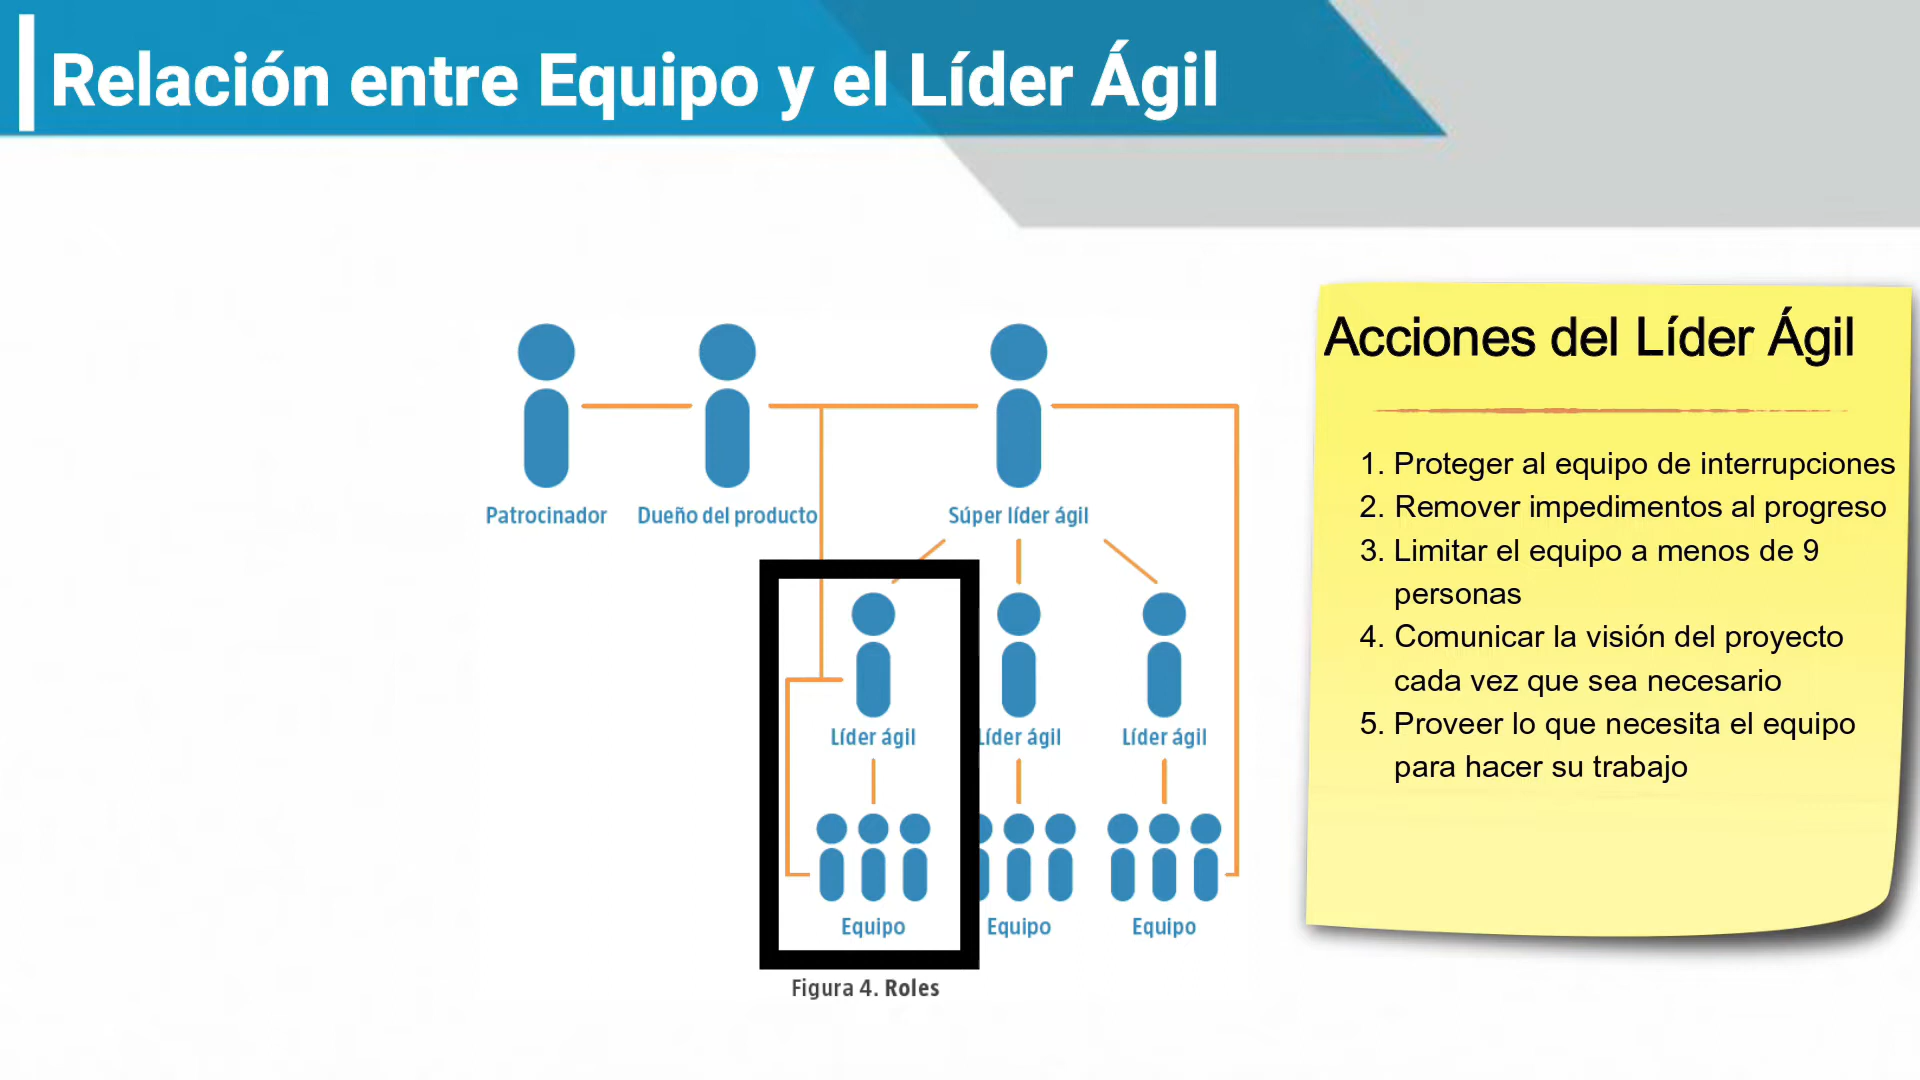 Relación entre Equipo y el Líder Ágil
Patrocinador
Dueño del producto
Súper líder ágil
Líder ágil
Líder ágil
Líder ágil
Equipo
Equipo
Equipo
Figura 4. Roles
Acciones del Líder Ágil
1. Proteger al equipo de interrupciones
2. Remover impedimentos al progreso
3. Limitar el equipo a menos de 9
personas
4. Comunicar la visión del proyecto
cada vez que sea necesario
5. Proveer lo que necesita el equipo
para hacer su trabajo